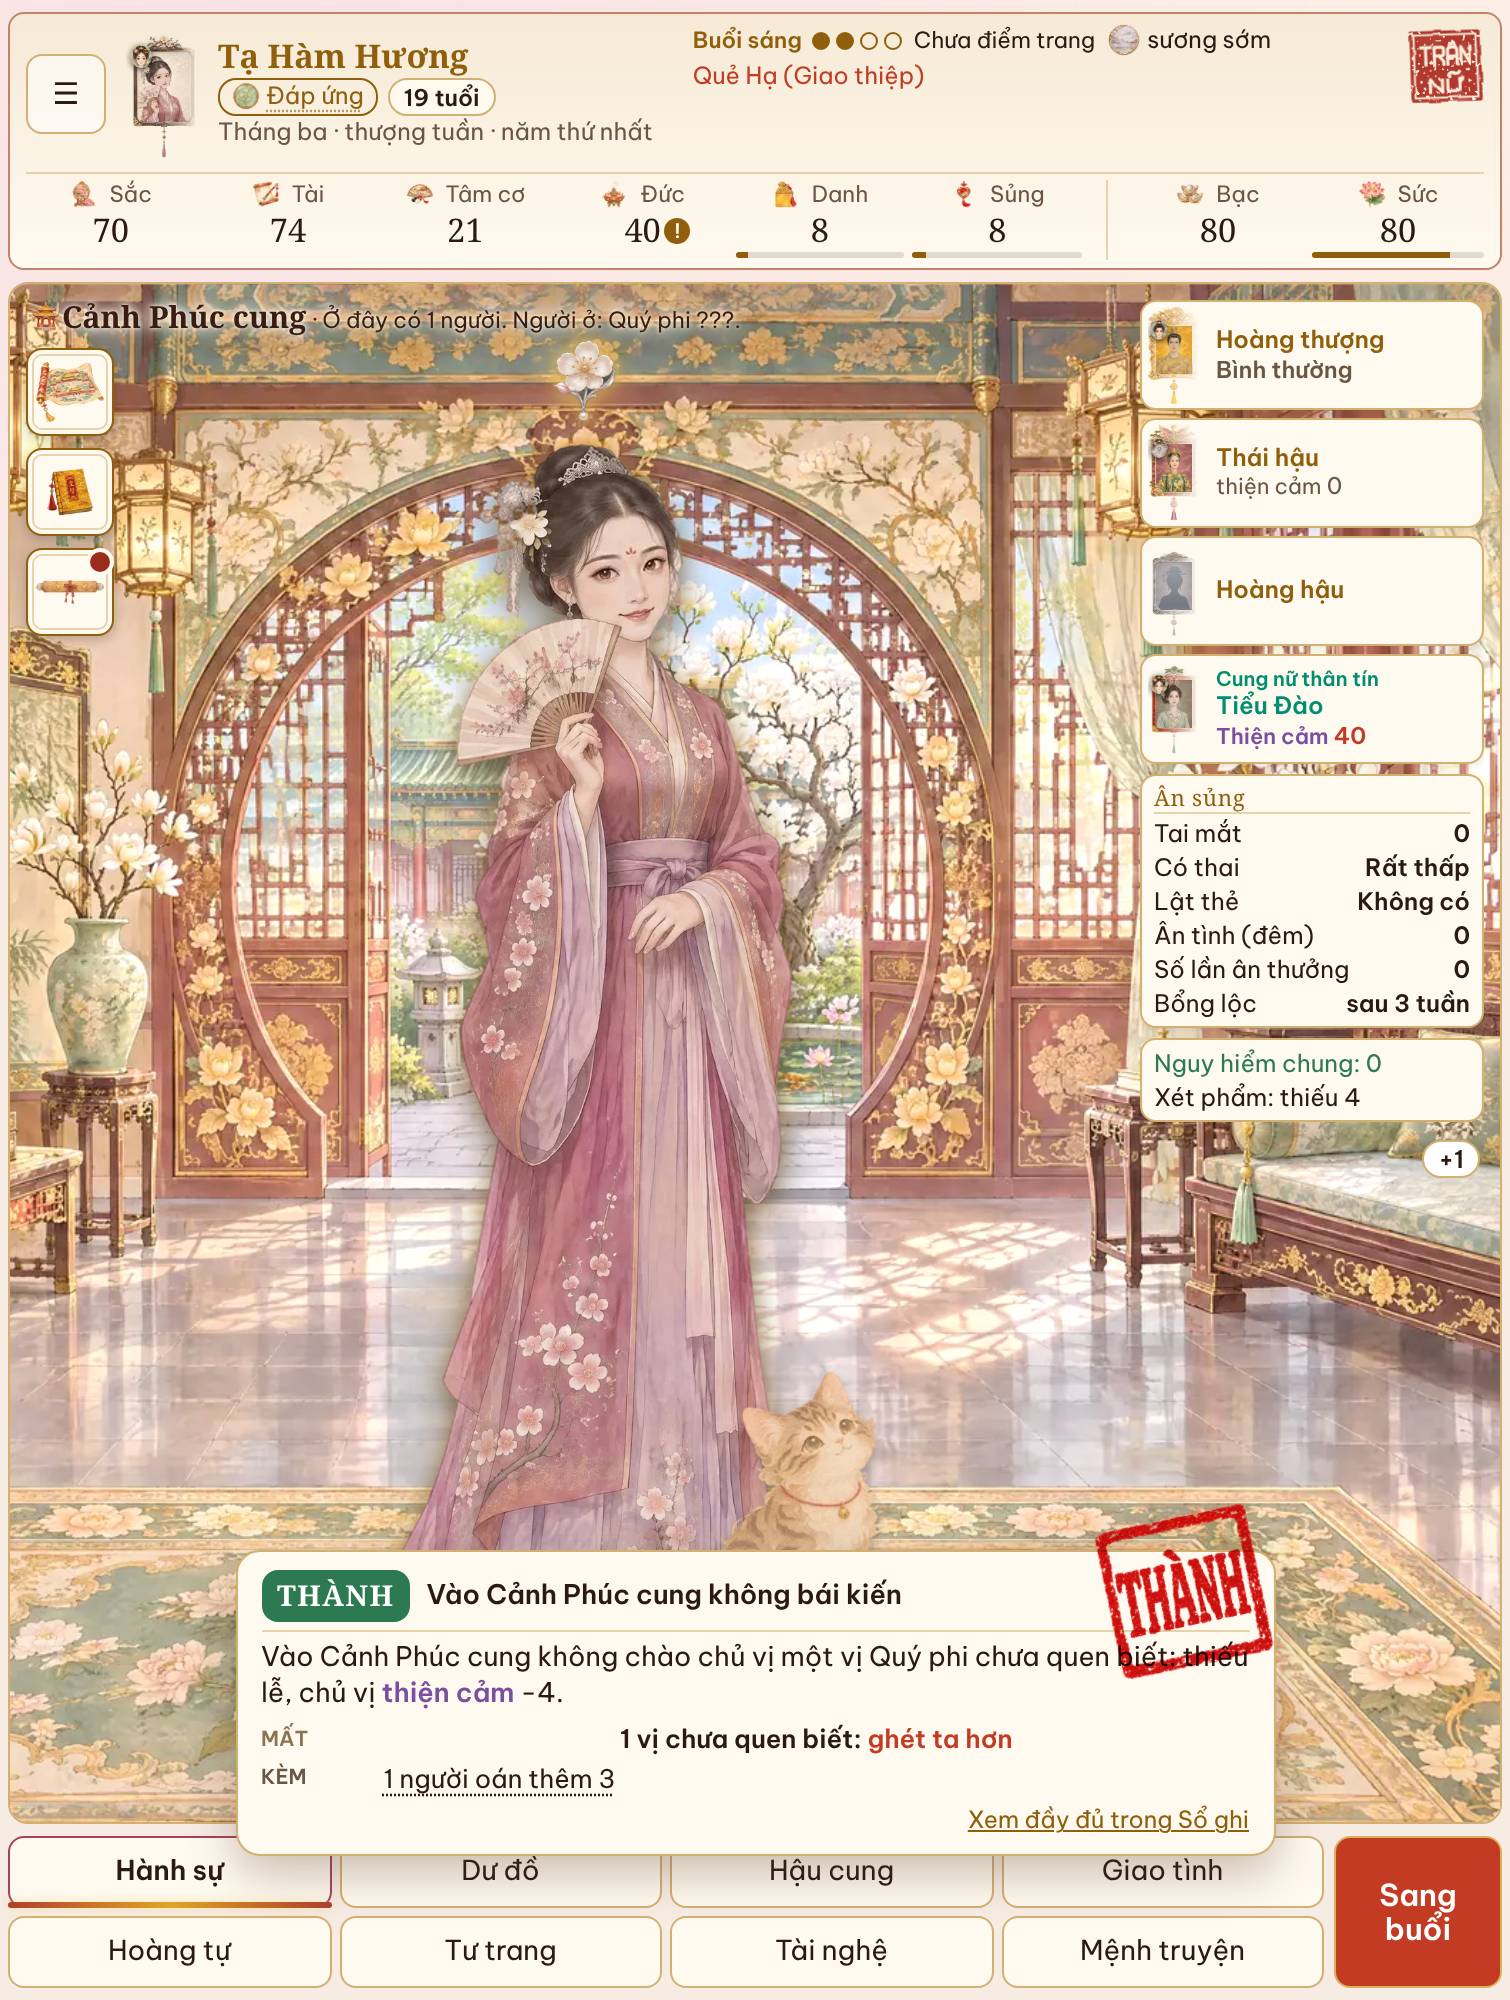 ☰
Tạ Hàm Hương
Đáp ứng
19 tuổi
Tháng ba · thượng tuần · năm thứ nhất
Buổi sáng
Chưa điểm trang
sương sớm
Quẻ Hạ (Giao thiệp)
TRÂN
NỮ
Sắc
70
Tài
74
Tâm cơ
21
Đức
40 !
Danh
8
Sủng
8
Bạc
80
Sức
80
Cảnh Phúc cung · Ở đây có 1 người. Người ở: Quý phi ???.
Hoàng thượng
Bình thường
Thái hậu
thiện cảm 0
Hoàng hậu
Cung nữ thân tín
Tiểu Đào
Thiện cảm 40
Ân sủng
Tai mắt 0
Có thai Rất thấp
Lật thẻ Không có
Ân tình (đêm) 0
Số lần ân thưởng 0
Bổng lộc sau 3 tuần
Nguy hiểm chung: 0
Xét phẩm: thiếu 4
+1
THÀNH Vào Cảnh Phúc cung không bái kiến
THÀNH
Vào Cảnh Phúc cung không chào chủ vị một vị Quý phi chưa quen biết: thiếu
lễ, chủ vị thiện cảm -4.
MẤT 1 vị chưa quen biết: ghét ta hơn
KÈM 1 người oán thêm 3
Xem đầy đủ trong Sổ ghi
Hành sự
Dư đồ
Hậu cung
Giao tình
Sang
buổi
Hoàng tự
Tư trang
Tài nghệ
Mệnh truyện